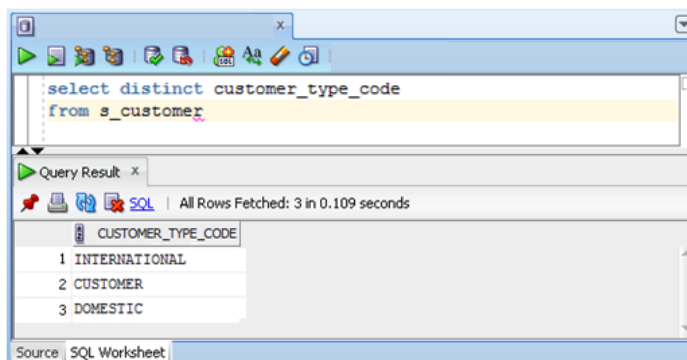 select distinct customer_type_code
from s_customer
Query Result x
SQL | All Rows Fetched: 3 in 0.109 seconds
CUSTOMER_TYPE_CODE
1 INTERNATIONAL
2 CUSTOMER
3 DOMESTIC
Source SQL Worksheet